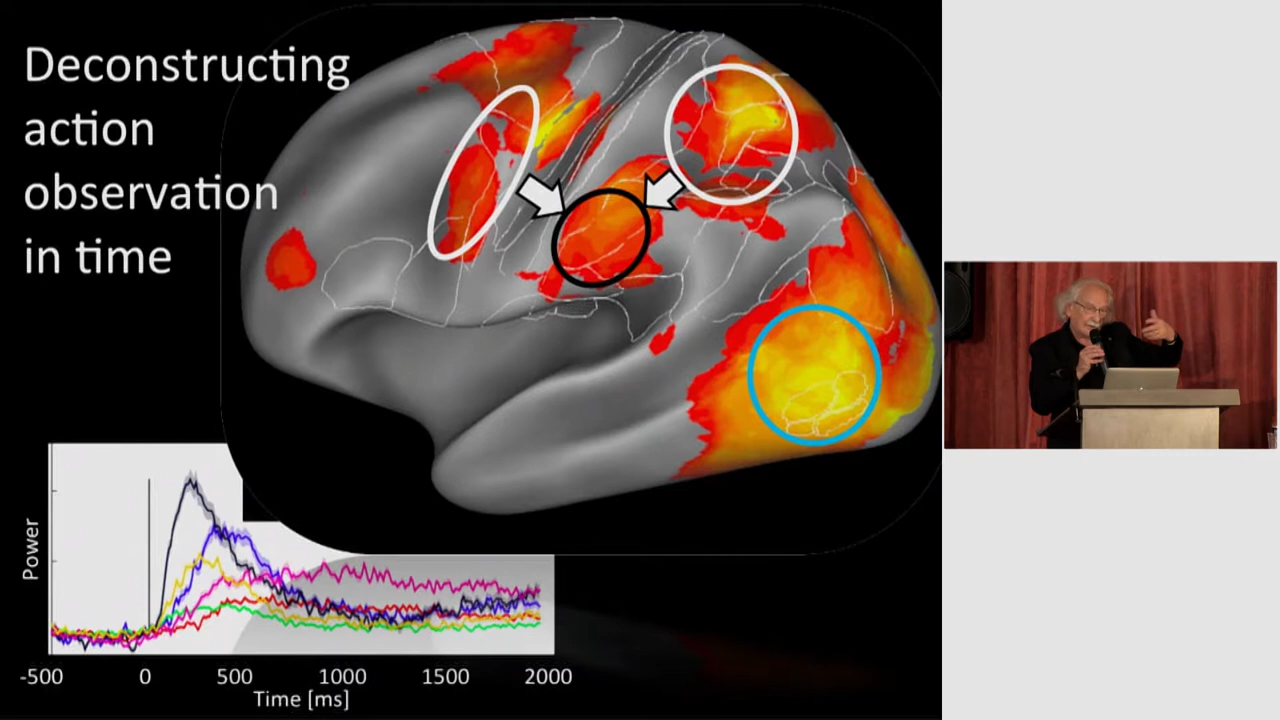 Deconstructing
action
observation
in time
Power
-500 0 500 1000 1500 2000
Time [ms]